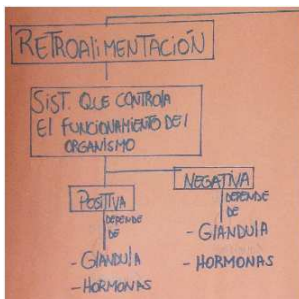 RETROAlIMENTACIÓN
SIST. QUE CONTROlA
El FUNCIONAMIENTO DEl
ORGANISMO
POSITIVA
DEPENDE
DE
- GlANDUlA
- HORMONAS
NEGATIVA
DEPENDE
DE
- GlANDUlA
- HORMONAS